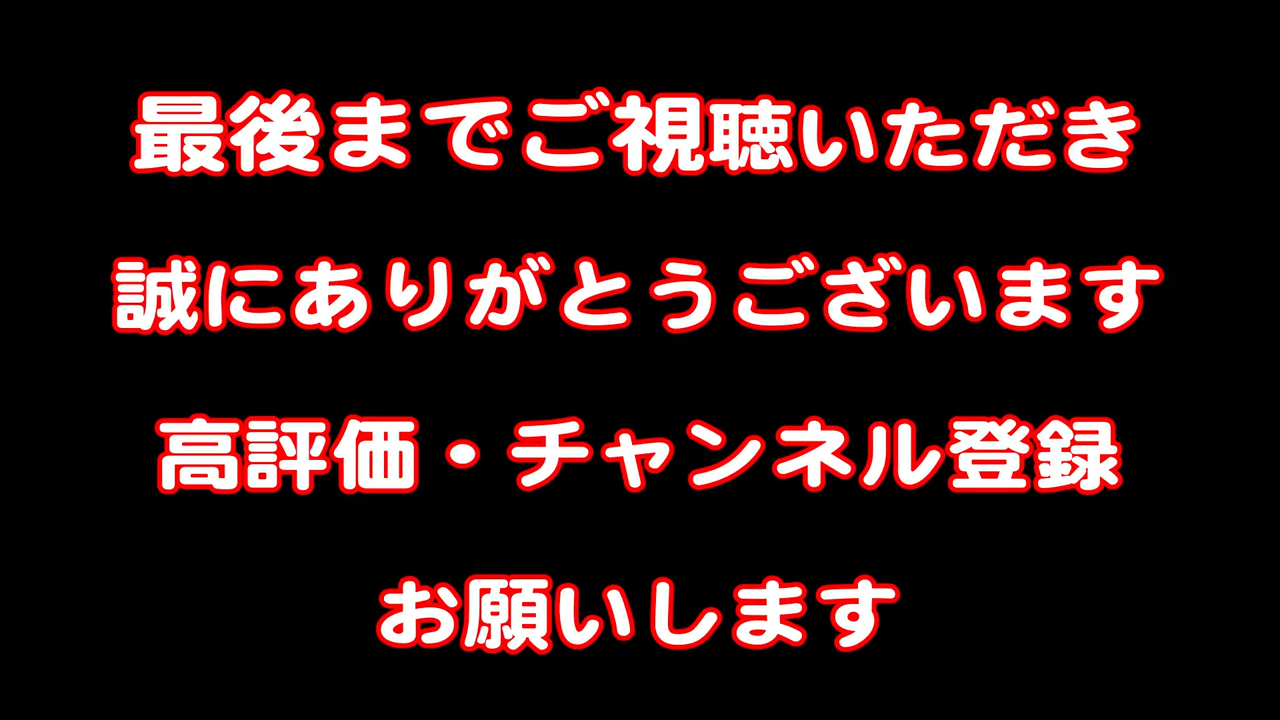 最後までご視聴いただき
誠にありがとうございます
高評価・チャンネル登録
お願いします